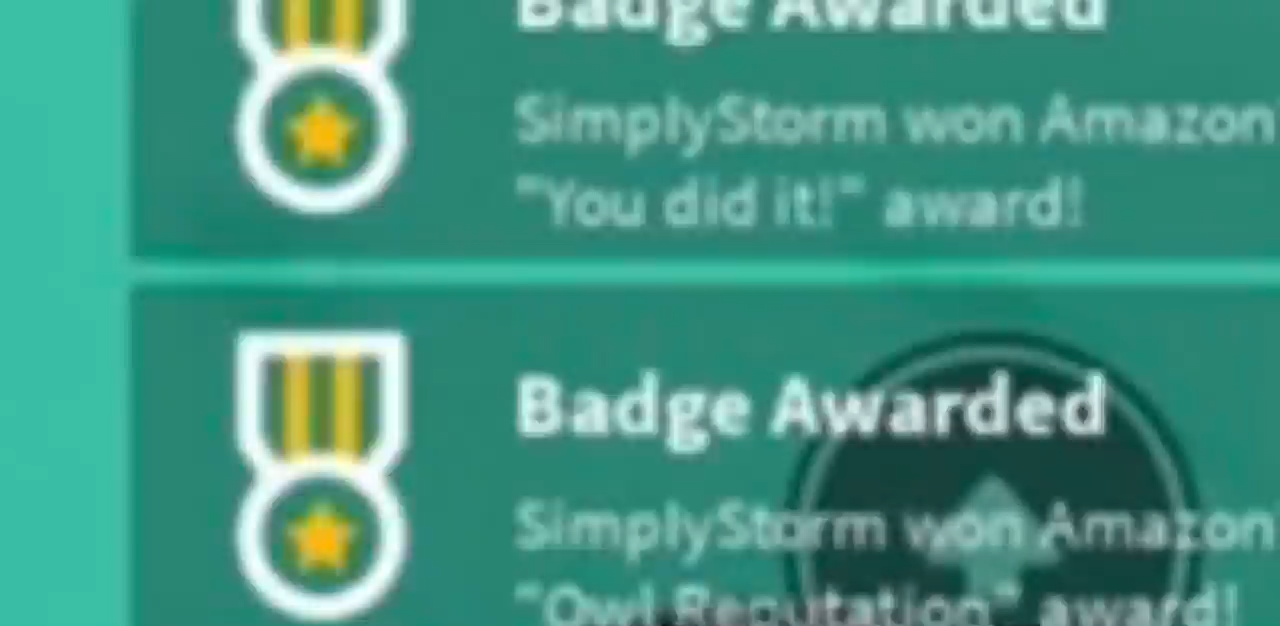 Badge Awarded
SimplyStorm won Amazon'
"You did it!" award!
Badge Awarded
SimplyStorm won Amazon'
"Owl Reputation" award!